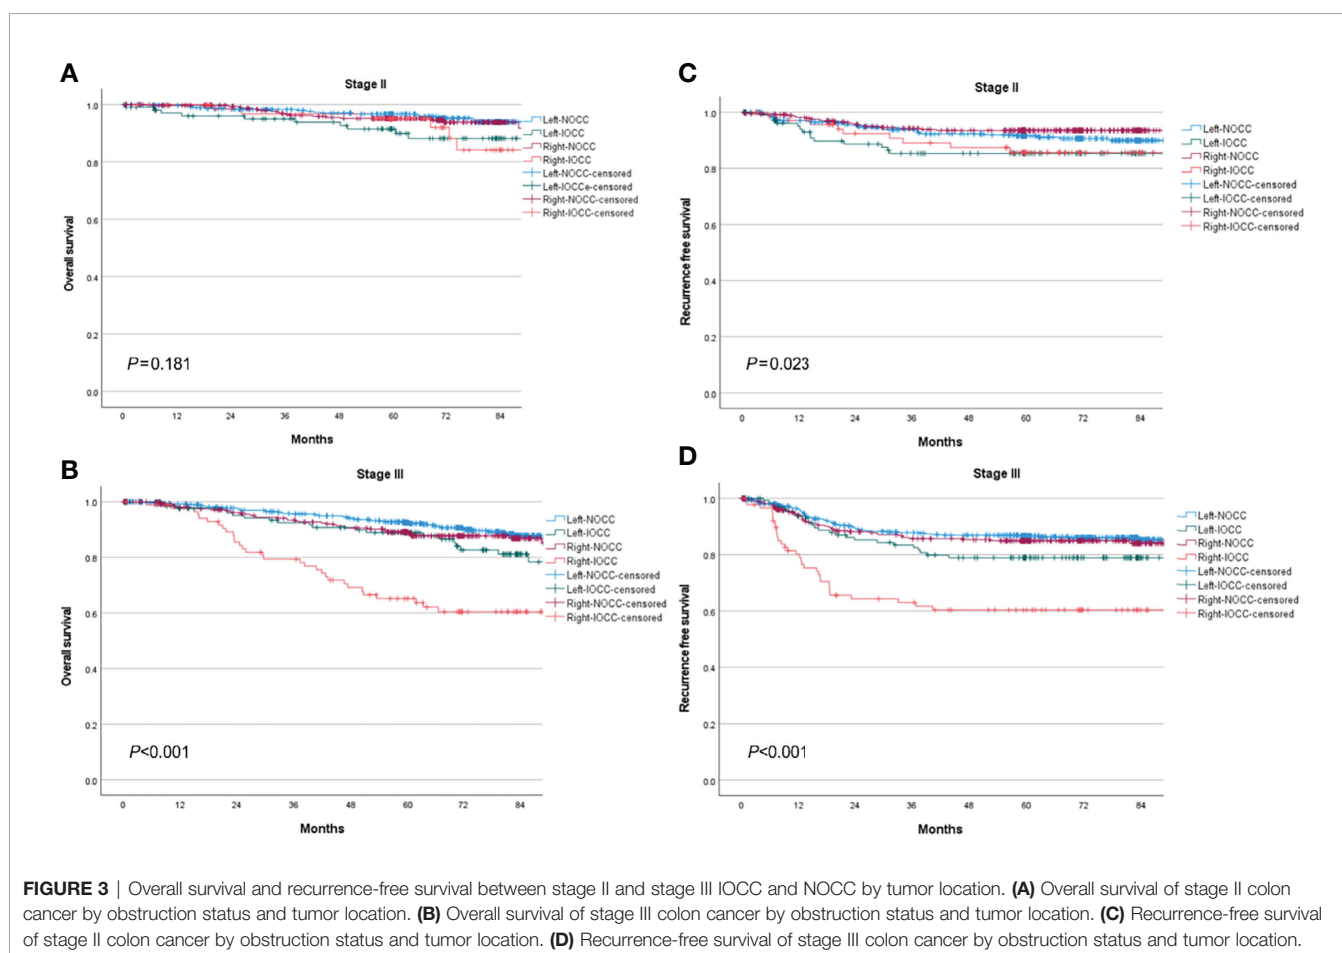 A
Stage II
1.0
0.8
0.6
0.4
0.2
0.0
Overall survival
P=0.181
0 12 24 36 48 60 72 84
Months
Left-NOCC
Left-IOCC
Right-NOCC
Right-IOCC
Left-NOCC-censored
Left-IOCCe-censored
Right-NOCC-censored
Right-IOCC-censored
C
Stage II
1.0
0.8
0.6
0.4
0.2
0.0
Recurrence free survival
P=0.023
0 12 24 36 48 60 72 84
Months
Left-NOCC
Left-IOCC
Right-NOCC
Right-IOCC
Left-NOCC-censored
Left-IOCC-censored
Right-NOCC-censored
Right-IOCC-censored
B
Stage III
1.0
0.8
0.6
0.4
0.2
0.0
Overall survival
P<0.001
0 12 24 36 48 60 72 84
Months
Left-NOCC
Left-IOCC
Right-NOCC
Right-IOCC
Left-NOCC-censored
Left-IOCC-censored
Right-NOCC-censored
Right-IOCC-censored
D
Stage III
1.0
0.8
0.6
0.4
0.2
0.0
Recurrence free survival
P<0.001
0 12 24 36 48 60 72 84
Months
Left-NOCC
Left-IOCC
Right-NOCC
Right-IOCC
Left-NOCC-censored
Left-IOCC-censored
Right-NOCC-censored
Right-IOCC-censored
FIGURE 3 | Overall survival and recurrence-free survival between stage II and stage III IOCC and NOCC by tumor location. (A) Overall survival of stage II colon
cancer by obstruction status and tumor location. (B) Overall survival of stage III colon cancer by obstruction status and tumor location. (C) Recurrence-free survival
of stage II colon cancer by obstruction status and tumor location. (D) Recurrence-free survival of stage III colon cancer by obstruction status and tumor location.